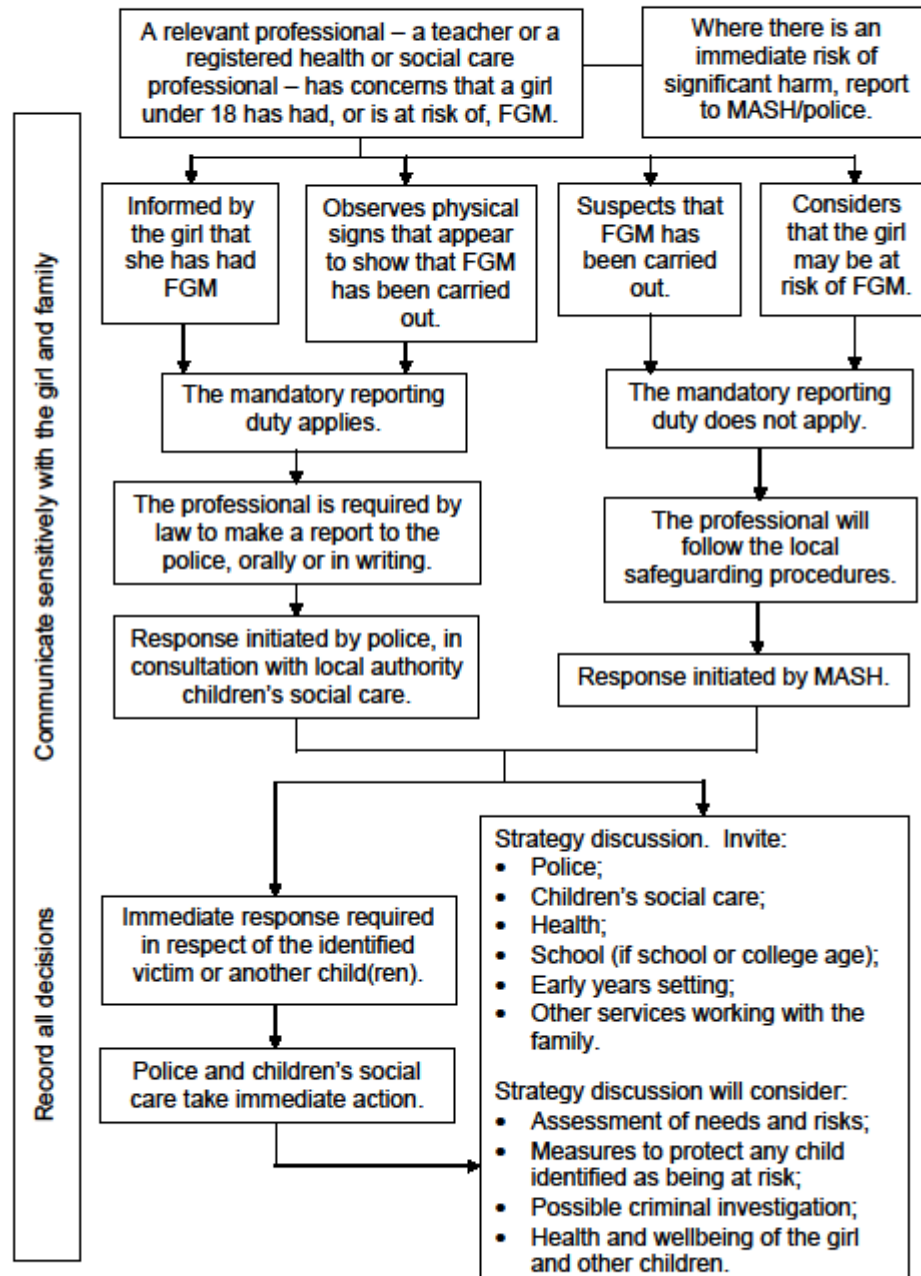 A relevant professional – a teacher or a
registered health or social care
professional – has concerns that a girl
under 18 has had, or is at risk of, FGM.
Where there is an
immediate risk of
significant harm, report
to MASH/police.
Informed by
the girl that
she has had
FGM
Observes physical
signs that appear
to show that FGM
has been carried
out.
Suspects that
FGM has
been carried
out.
Considers
that the girl
may be at
risk of FGM.
The mandatory reporting
duty applies.
The mandatory reporting
duty does not apply.
The professional is required by
law to make a report to the
police, orally or in writing.
The professional will
follow the local
safeguarding procedures.
Response initiated by police, in
consultation with local authority
children's social care.
Response initiated by MASH.
Communicate sensitively with the girl and family
Record all decisions
Immediate response required
in respect of the identified
victim or another child(ren).
Police and children's social
care take immediate action.
Strategy discussion.  Invite:
• Police;
• Children's social care;
• Health;
• School (if school or college age);
• Early years setting;
• Other services working with the
family.
Strategy discussion will consider:
• Assessment of needs and risks;
• Measures to protect any child
identified as being at risk;
• Possible criminal investigation;
• Health and wellbeing of the girl
and other children.